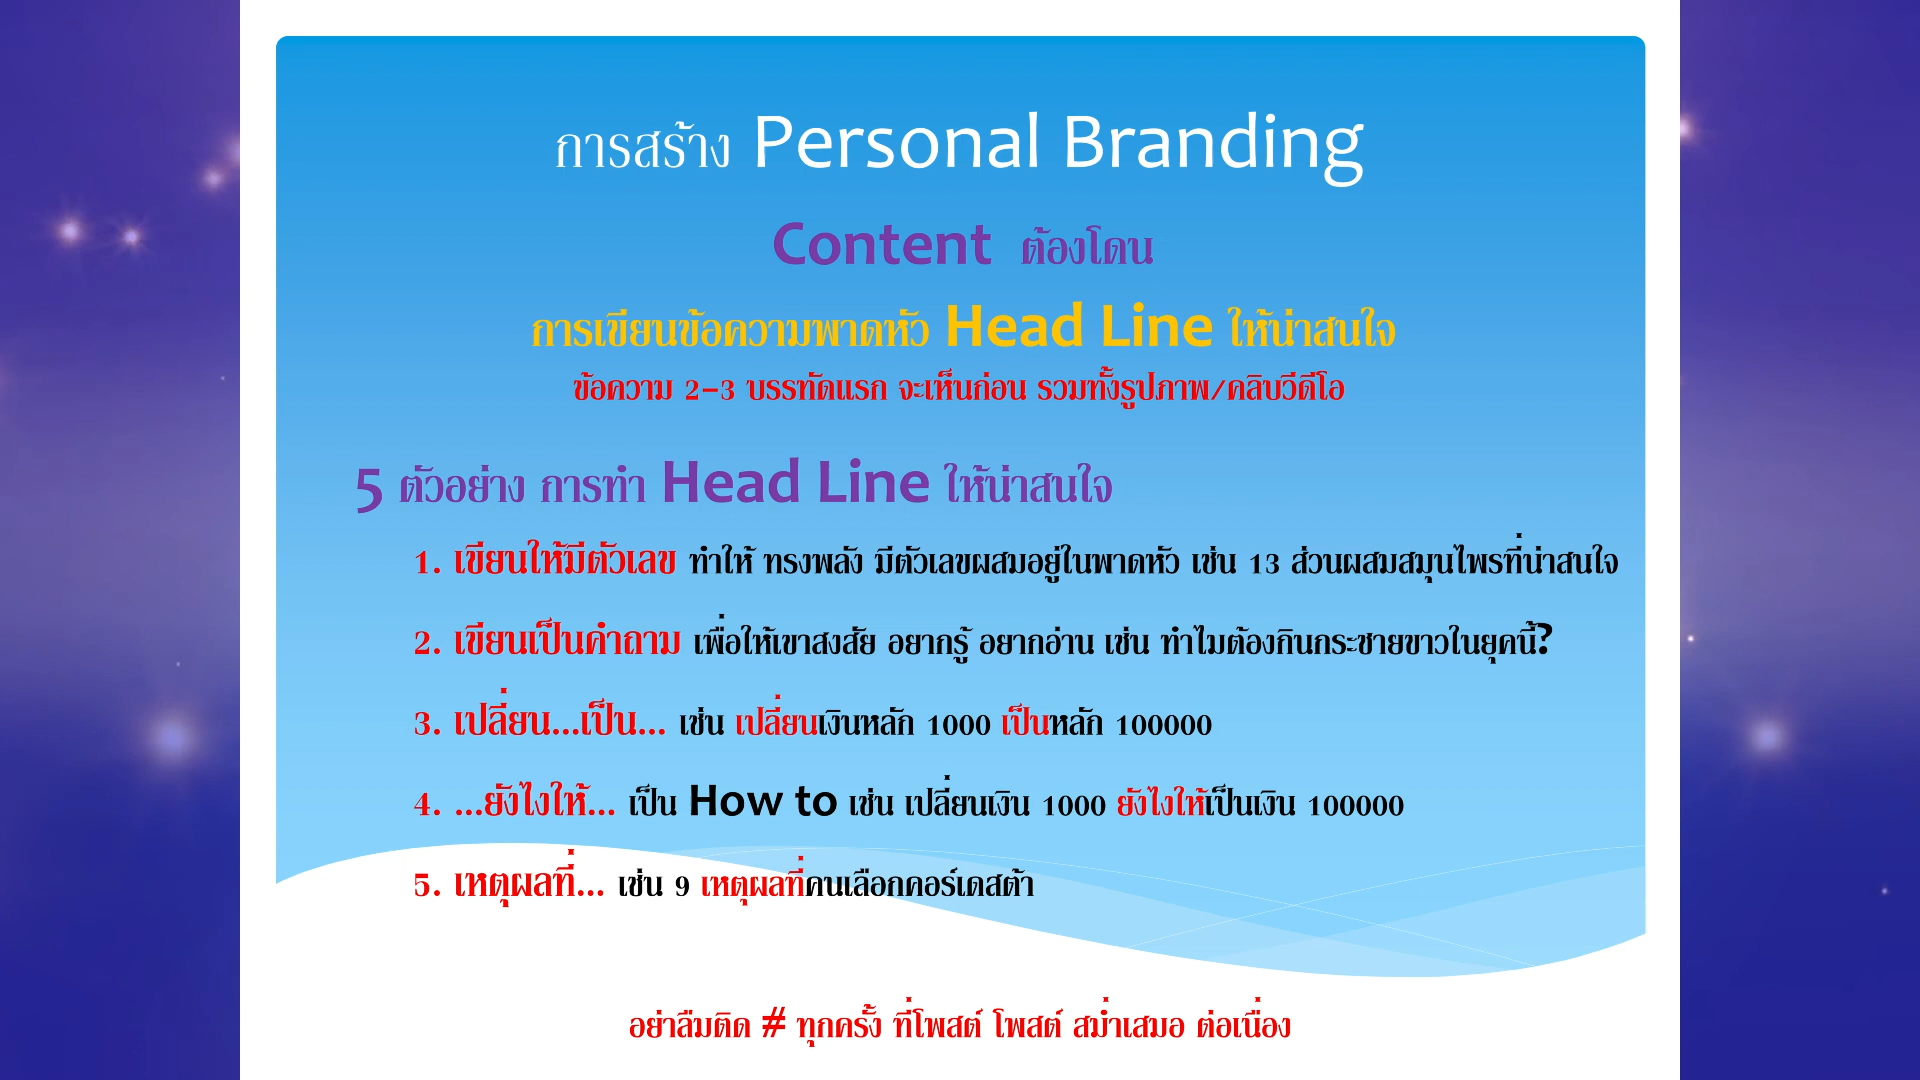 การสร้าง Personal Branding
Content ต้องโดน
การเขียนข้อความพาดหัว Head Line ให้น่าสนใจ
ข้อความ 2-3 บรรทัดแรก จะเห็นก่อน รวมทั้งรูปภาพ/คลิบวีดีโอ
5 ตัวอย่าง การทำ Head Line ให้น่าสนใจ
1. เขียนให้มีตัวเลข ทำให้ ทรงพลัง มีตัวเลขผสมอยู่ในพาดหัว เช่น 13 ส่วนผสมสมุนไพรที่น่าสนใจ
2. เขียนเป็นคำถาม เพื่อให้เขาสงสัย อยากรู้ อยากอ่าน เช่น ทำไมต้องกินกระชายขาวในยุคนี้?
3. เปลี่ยน...เป็น... เช่น เปลี่ยนเงินหลัก 1000 เป็นหลัก 100000
4. ...ยังไงให้... เป็น How to เช่น เปลี่ยนเงิน 1000 ยังไงให้เป็นเงิน 100000
5. เหตุผลที่... เช่น 9 เหตุผลที่คนเลือกคอร์เดสต้า
อย่าลืมติด # ทุกครั้ง ที่โพสต์ โพสต์ สม่ำเสมอ ต่อเนื่อง